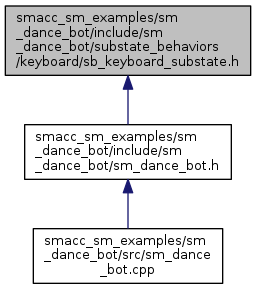 smacc_sm_examples/sm
_dance_bot/include/sm
_dance_bot/substate_behaviors
/keyboard/sb_keyboard_substate.h
smacc_sm_examples/sm
_dance_bot/include/sm
_dance_bot/sm_dance_bot.h
smacc_sm_examples/sm
_dance_bot/src/sm_dance
_bot.cpp